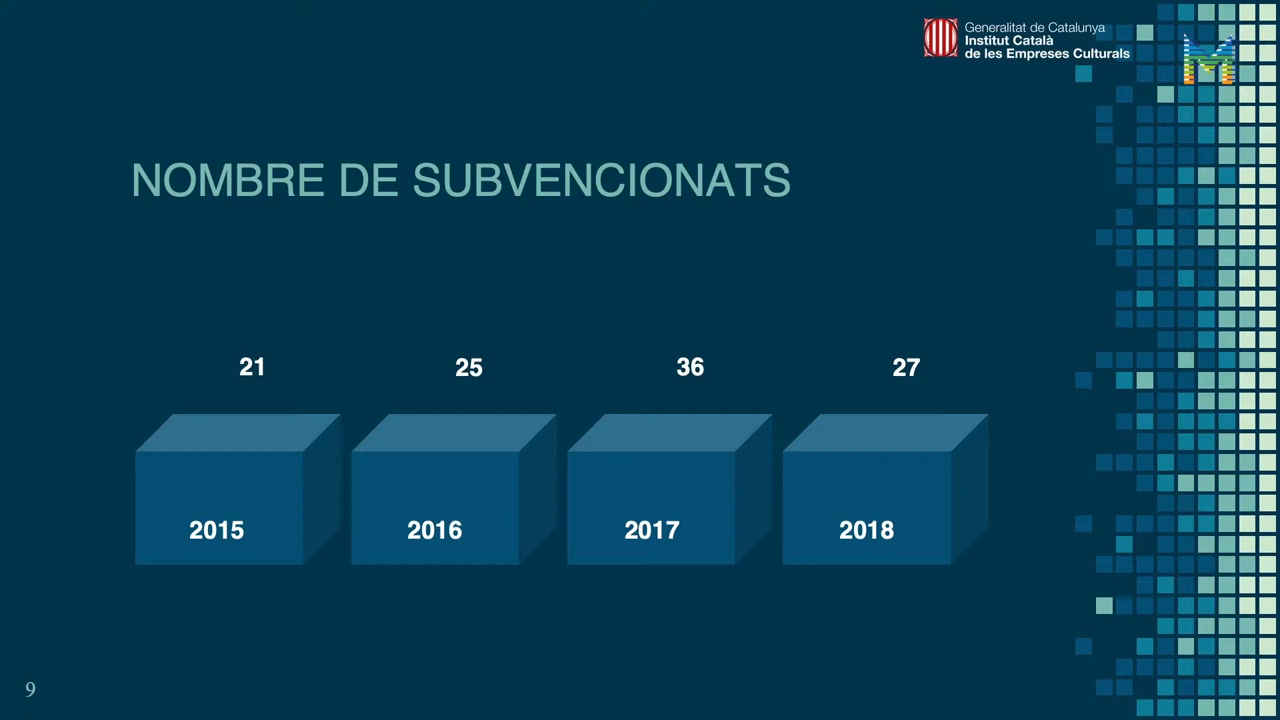 Generalitat de Catalunya
Institut Català
de les Empreses Culturals
NOMBRE DE SUBVENCIONATS
21 25 36 27
2015 2016 2017 2018
9